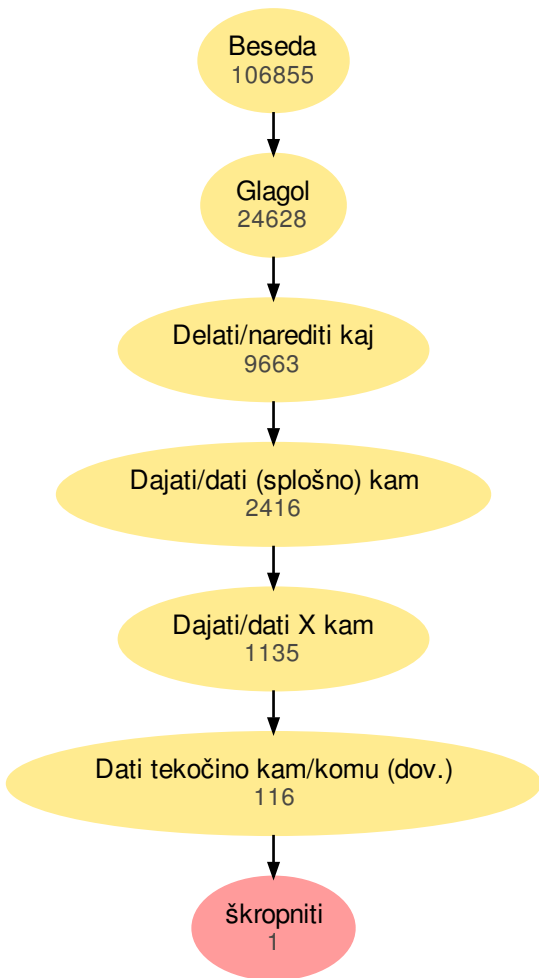 Beseda
106855
Glagol
24628
Delati/narediti kaj
9663
Dajati/dati (splošno) kam
2416
Dajati/dati X kam
1135
Dati tekočino kam/komu (dov.)
116
škropniti
1